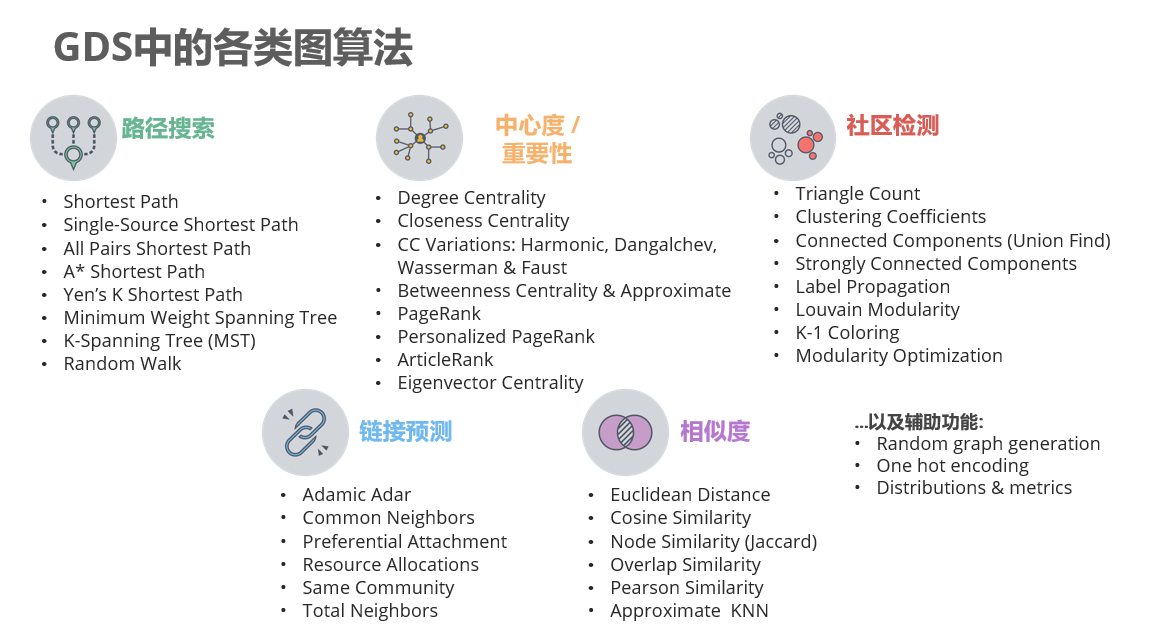 GDS中的各类图算法
路径搜索
• Shortest Path
• Single-Source Shortest Path
• All Pairs Shortest Path
• A* Shortest Path
• Yen’s K Shortest Path
• Minimum Weight Spanning Tree
• K-Spanning Tree (MST)
• Random Walk
中心度 /
重要性
• Degree Centrality
• Closeness Centrality
• CC Variations: Harmonic, Dangalchev,
Wasserman & Faust
• Betweenness Centrality & Approximate
• PageRank
• Personalized PageRank
• ArticleRank
• Eigenvector Centrality
社区检测
• Triangle Count
• Clustering Coefficients
• Connected Components (Union Find)
• Strongly Connected Components
• Label Propagation
• Louvain Modularity
• K-1 Coloring
• Modularity Optimization
链接预测
• Adamic Adar
• Common Neighbors
• Preferential Attachment
• Resource Allocations
• Same Community
• Total Neighbors
相似度
• Euclidean Distance
• Cosine Similarity
• Node Similarity (Jaccard)
• Overlap Similarity
• Pearson Similarity
• Approximate KNN
...以及辅助功能:
• Random graph generation
• One hot encoding
• Distributions & metrics